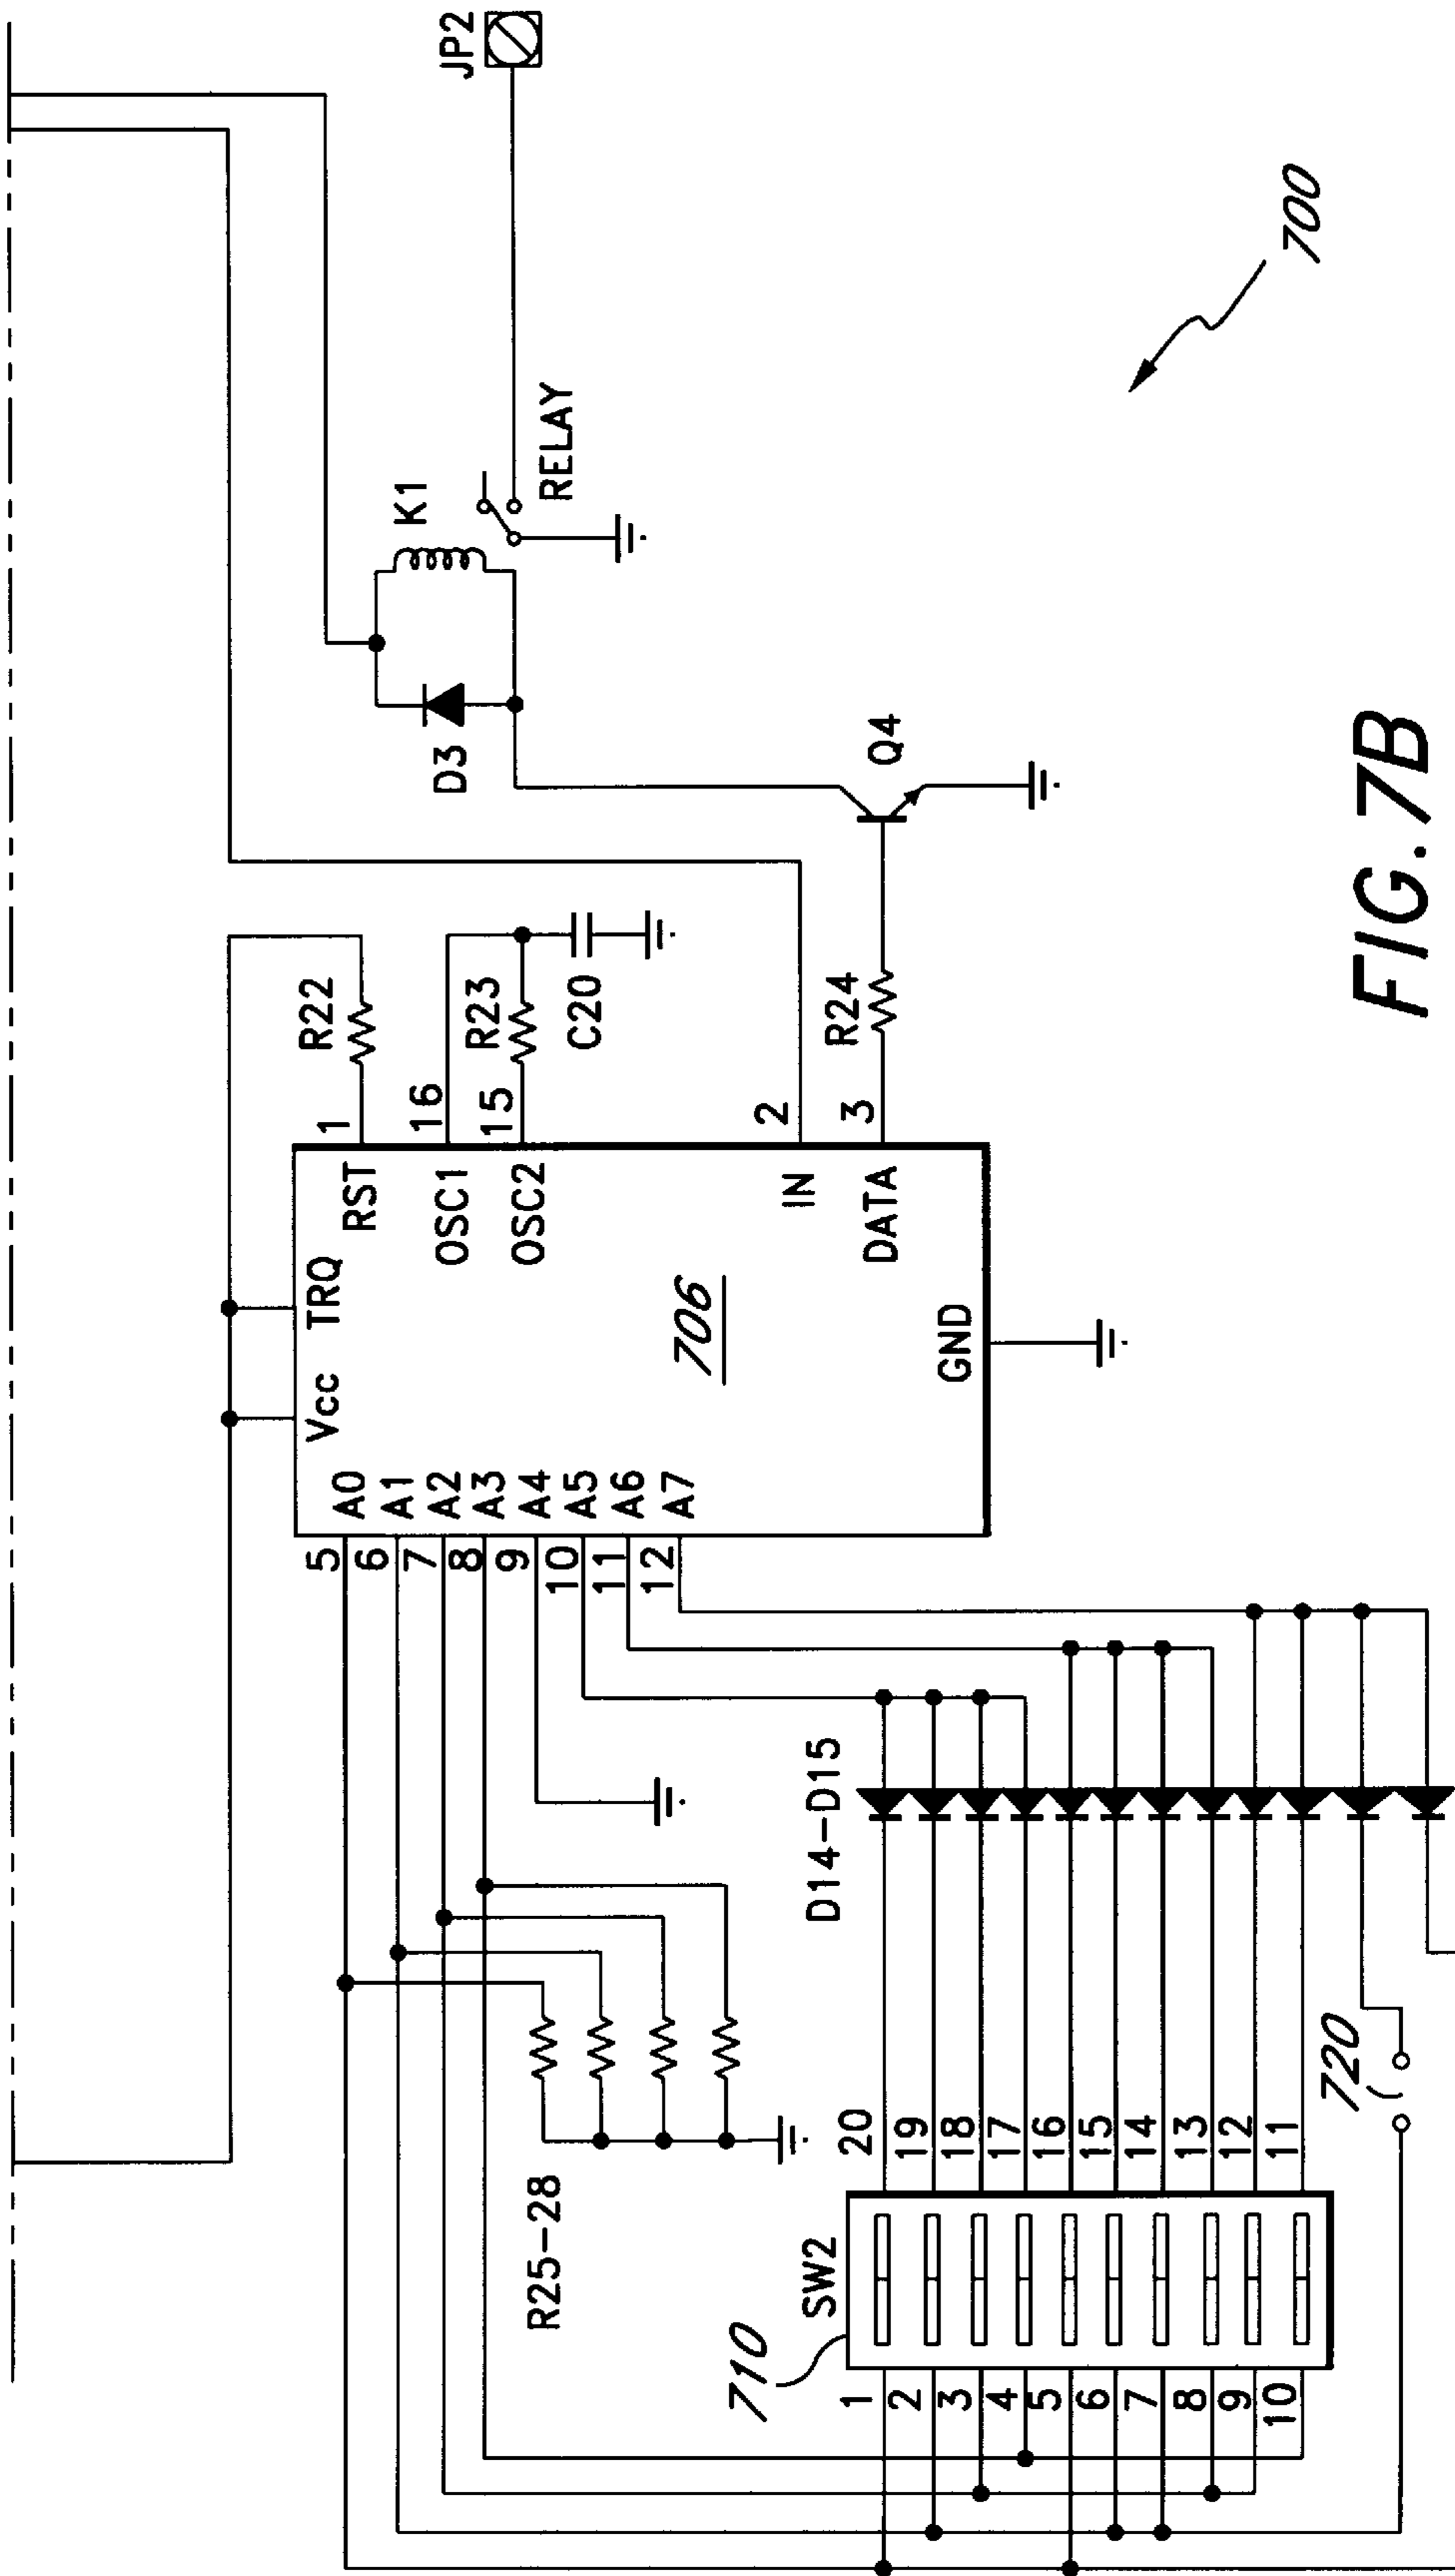 JP2
K1
RELAY
D3
Q4
R22
R23
C20
R24
1
16
15
2
3
RST
OSC1
OSC2
IN
DATA
TRQ
Vcc
706
GND
A0
A1
A2
A3
A4
A5
A6
A7
5
6
7
8
9
10
11
12
D14-D15
R25-28
720
20
19
18
17
16
15
14
13
12
11
SW2
710
1
2
3
4
5
6
7
8
9
10
700
FIG. 7B